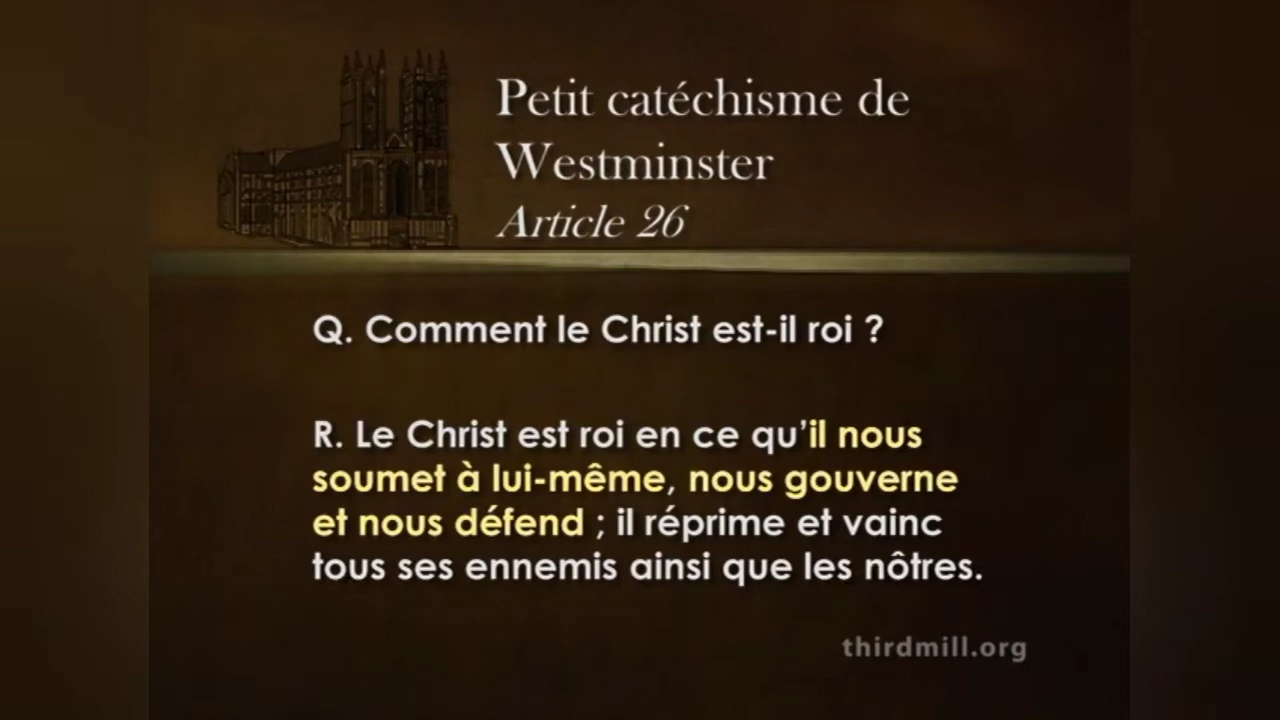 Petit catéchisme de
Westminster
Article 26
Q. Comment le Christ est-il roi ?
R. Le Christ est roi en ce qu’il nous
soumet à lui-même, nous gouverne
et nous défend ; il réprime et vainc
tous ses ennemis ainsi que les nôtres.
thirdmill.org